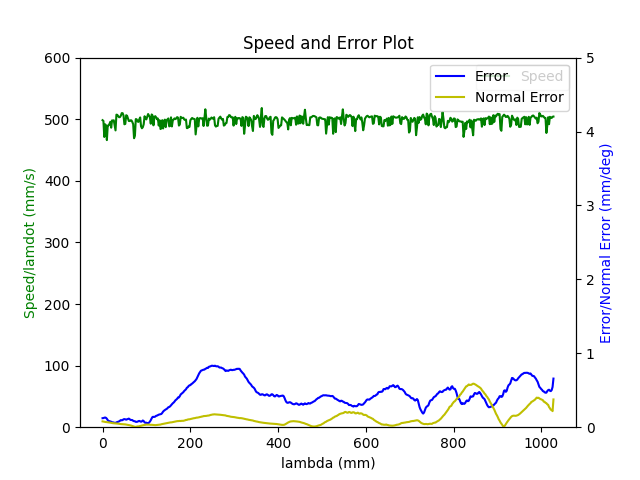 Speed and Error Plot
Speed/lamdot (mm/s)
600
500
400
300
200
100
0
Error
Speed
Normal Error
5
4
3
2
1
0
Error/Normal Error (mm/deg)
0
200
400
600
800
1000
lambda (mm)